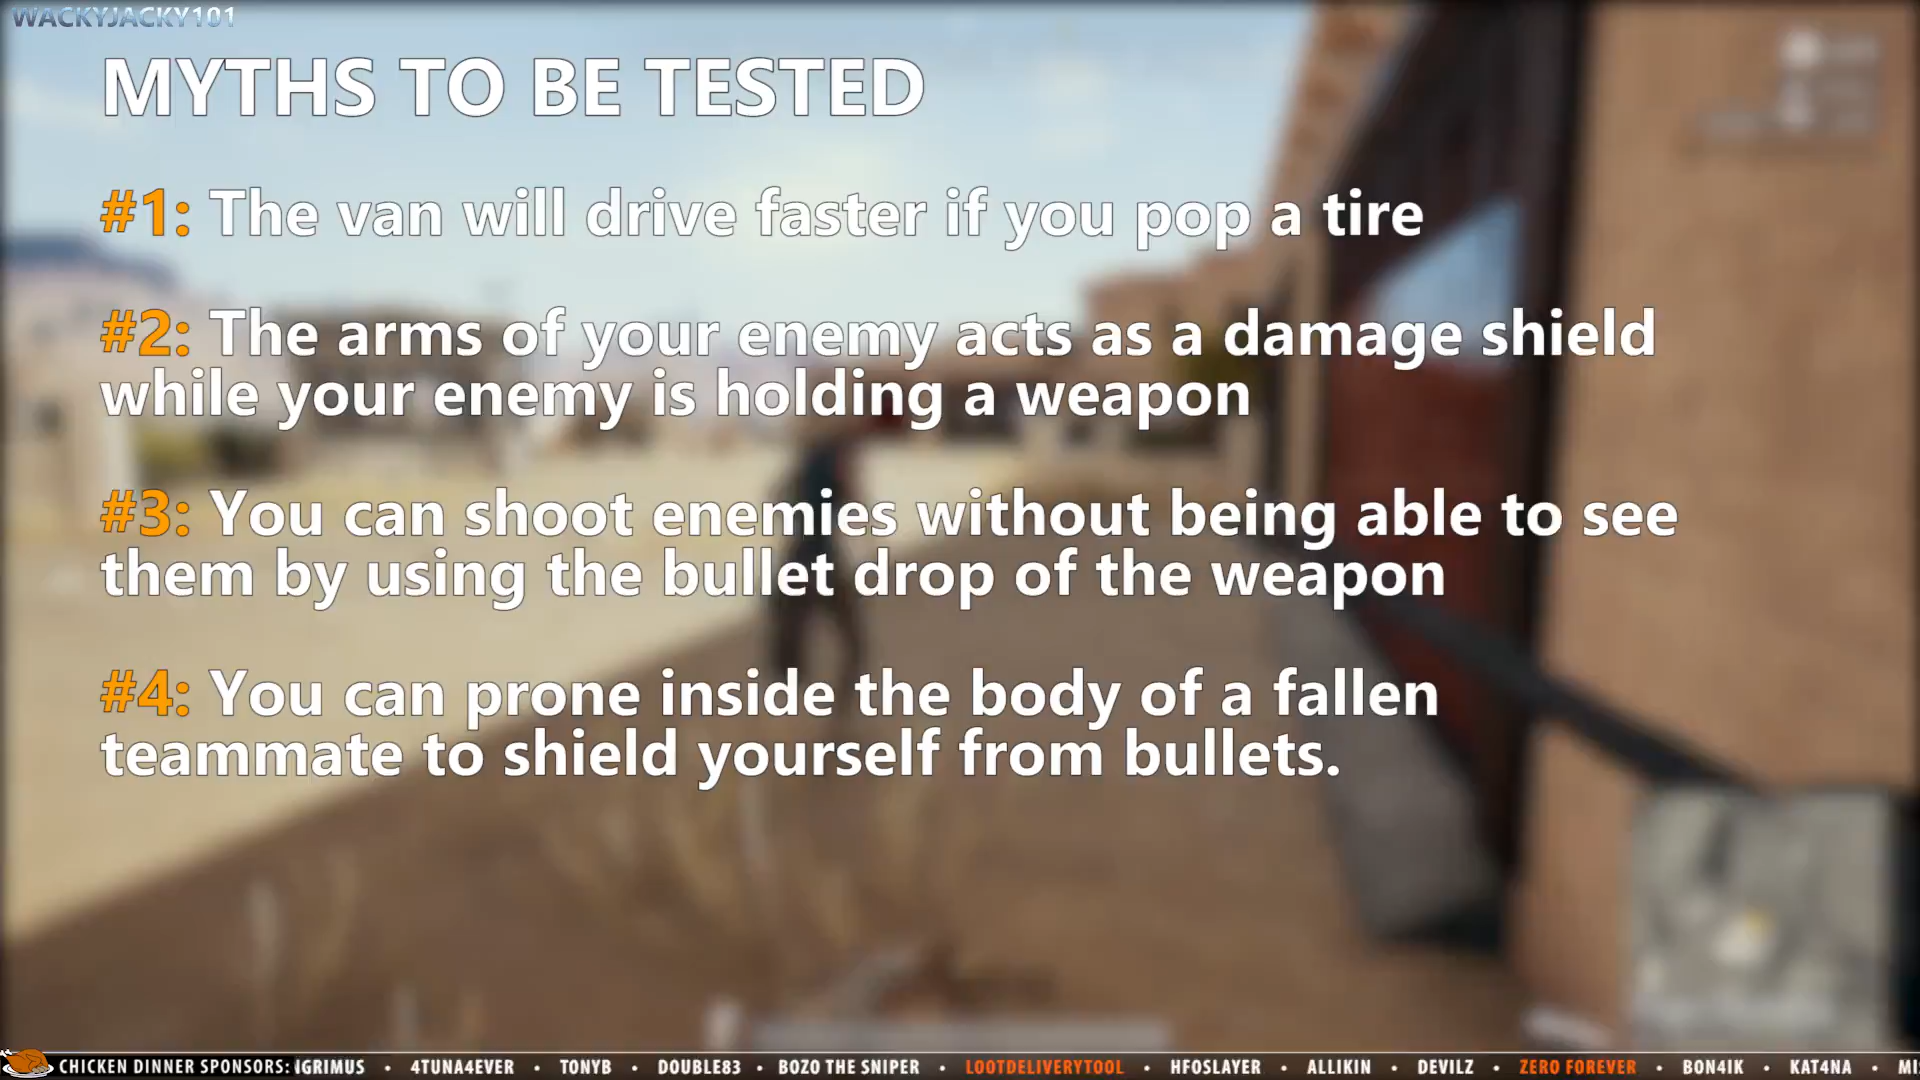 WACKYJACKY101
MYTHS TO BE TESTED
#1: The van will drive faster if you pop a tire
#2: The arms of your enemy acts as a damage shield
while your enemy is holding a weapon
#3: You can shoot enemies without being able to see
them by using the bullet drop of the weapon
#4: You can prone inside the body of a fallen
teammate to shield yourself from bullets.
CHICKEN DINNER SPONSORS: NGRIMUS • 4TUNA4EVER • TONYB • DOUBLE83 • BOZO THE SNIPER • LOOTDELIVERYTOOL • HFOSLAYER • ALLIKIN • DEVILZ • ZERO FOREVER • BON4IK • KAT4NA •